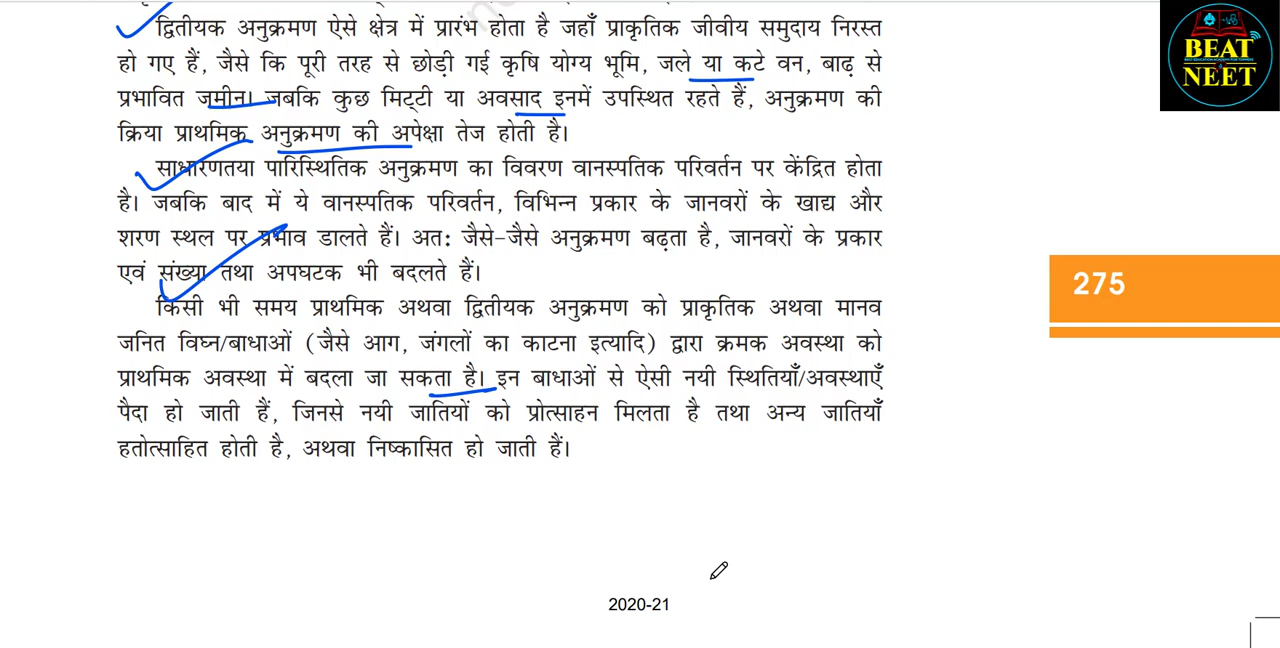 द्वितीयक अनुक्रमण ऐसे क्षेत्र में प्रारंभ होता है जहाँ प्राकृतिक जीवीय समुदाय निरस्त
हो गए हैं, जैसे कि पूरी तरह से छोड़ी गई कृषि योग्य भूमि, जले या कटे वन, बाढ़ से
प्रभावित जमीन। जबकि कुछ मिट्टी या अवसाद इनमें उपस्थित रहते हैं, अनुक्रमण की
क्रिया प्राथमिक अनुक्रमण की अपेक्षा तेज होती है।
साधारणतया पारिस्थितिक अनुक्रमण का विवरण वानस्पतिक परिवर्तन पर केंद्रित होता
है। जबकि बाद में ये वानस्पतिक परिवर्तन, विभिन्न प्रकार के जानवरों के खाद्य और
शरण स्थल पर प्रभाव डालते हैं। अत: जैसे-जैसे अनुक्रमण बढ़ता है, जानवरों के प्रकार
एवं संख्या तथा अपघटक भी बदलते हैं।
किसी भी समय प्राथमिक अथवा द्वितीयक अनुक्रमण को प्राकृतिक अथवा मानव
जनित विघ्न/बाधाओं (जैसे आग, जंगलों का काटना इत्यादि) द्वारा क्रमक अवस्था को
प्राथमिक अवस्था में बदला जा सकता है। इन बाधाओं से ऐसी नयी स्थितियाँ/अवस्थाएँ
पैदा हो जाती हैं, जिनसे नयी जातियों को प्रोत्साहन मिलता है तथा अन्य जातियाँ
हतोत्साहित होती है, अथवा निष्कासित हो जाती हैं।
275
2020-21
BEAT
NEET